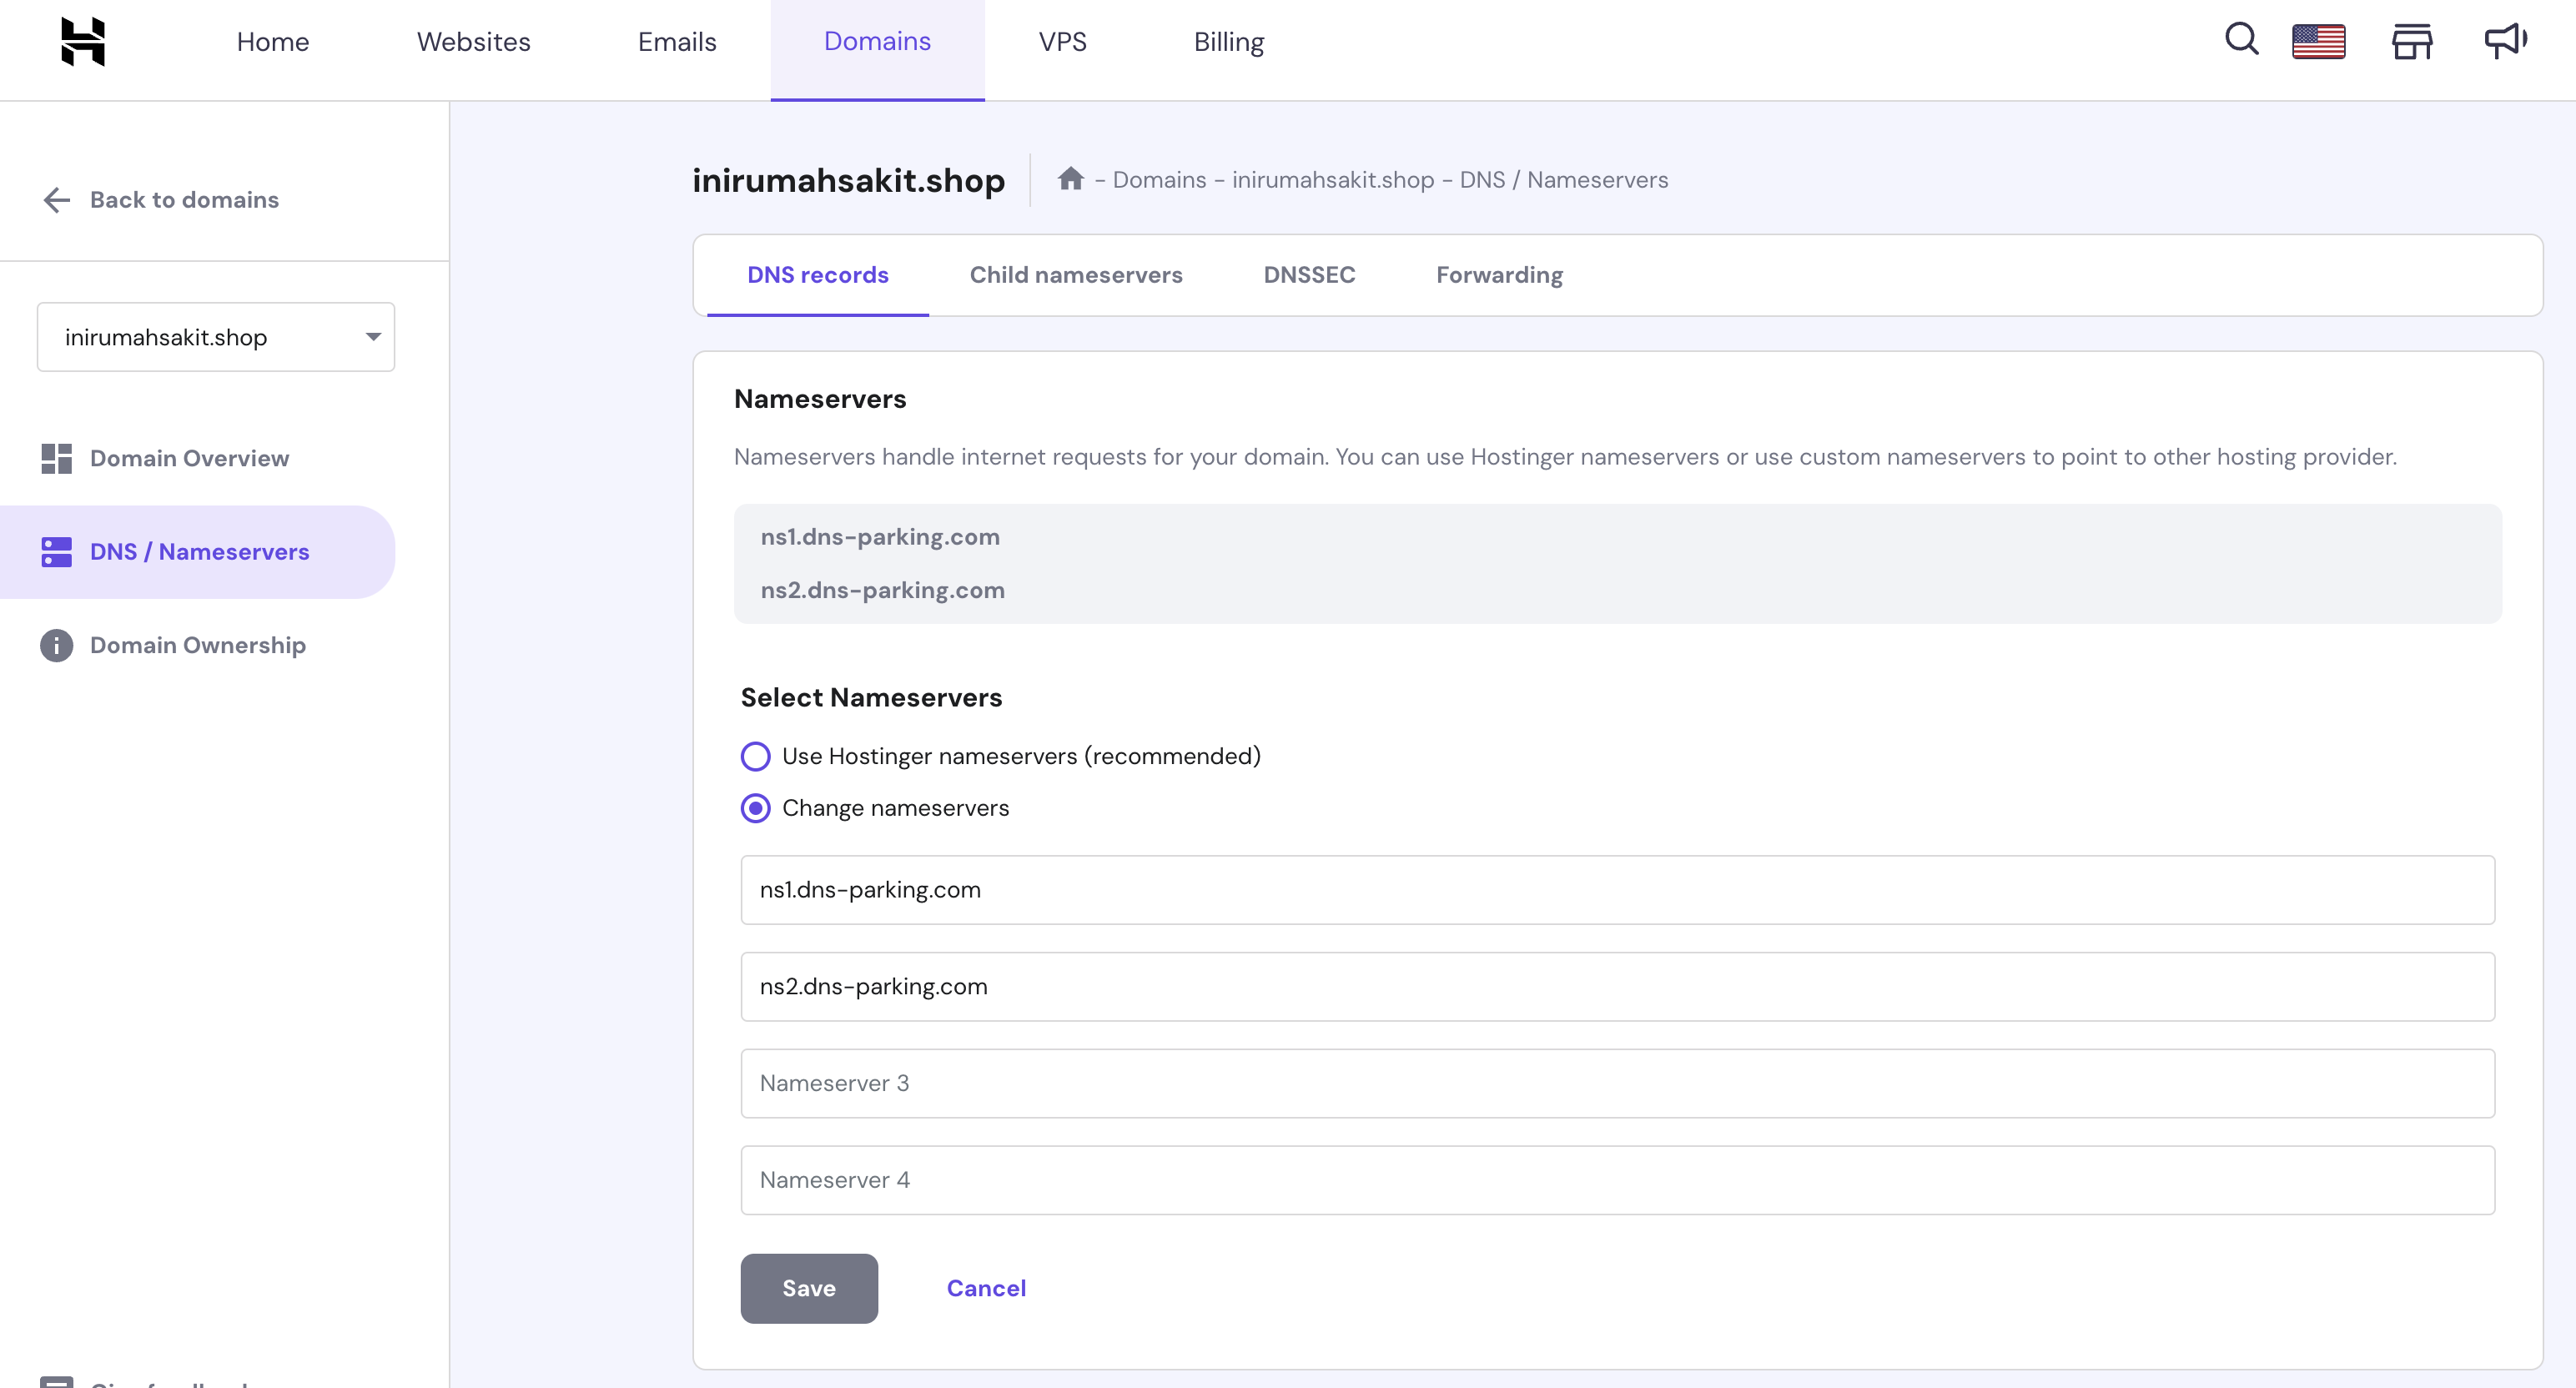 Home Websites Emails Domains VPS Billing
Back to domains
inirumahsakit.shop
Domain Overview
DNS / Nameservers
Domain Ownership
inirumahsakit.shop
- Domains - inirumahsakit.shop - DNS / Nameservers
DNS records Child nameservers DNSSEC Forwarding
Nameservers
Nameservers handle internet requests for your domain. You can use Hostinger nameservers or use custom nameservers to point to other hosting provider.
ns1.dns-parking.com
ns2.dns-parking.com
Select Nameservers
Use Hostinger nameservers (recommended)
Change nameservers
ns1.dns-parking.com
ns2.dns-parking.com
Nameserver 3
Nameserver 4
Save Cancel